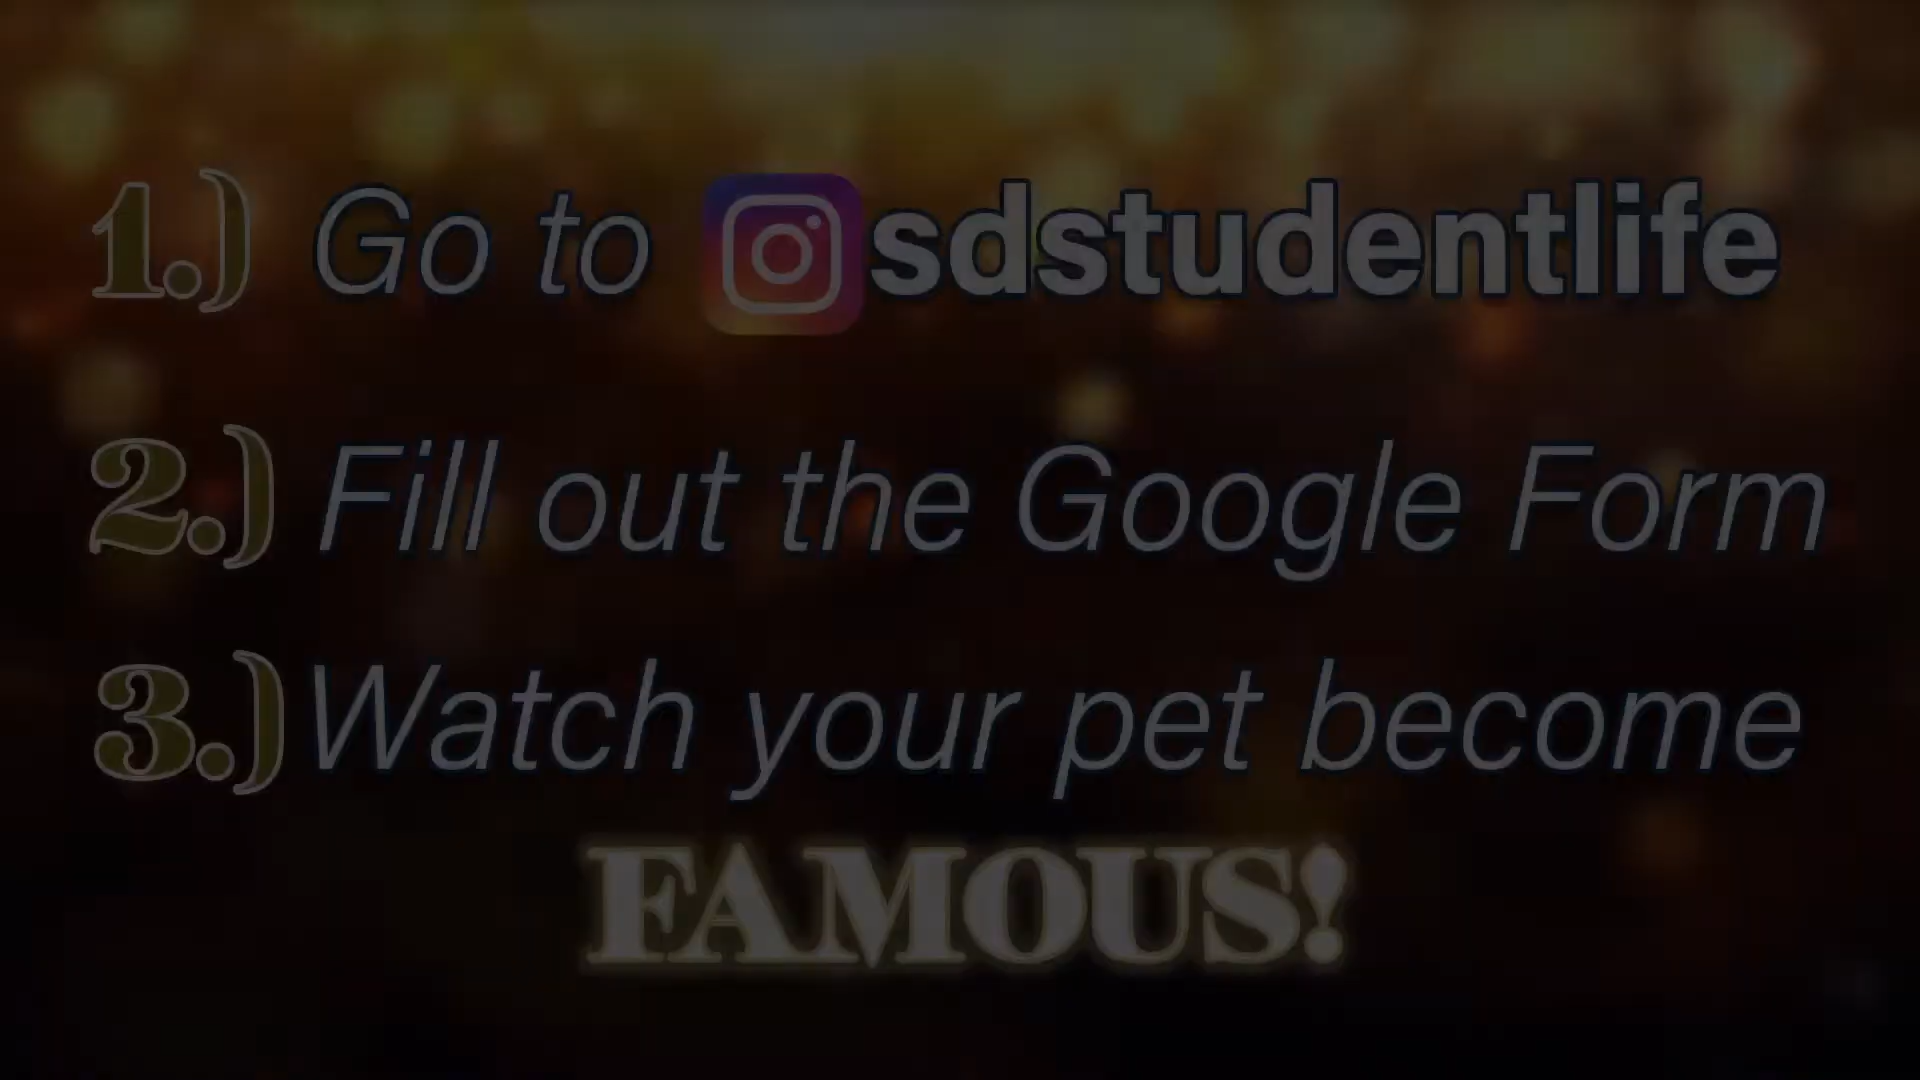 1.) Go to sdstudentlife
2.) Fill out the Google Form
3.) Watch your pet become
FAMOUS!